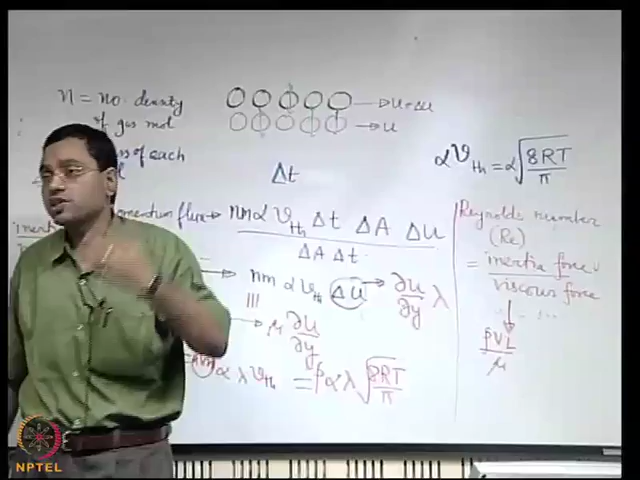 n = no. density
of gas mol
ss of each
→ u+Δu
→ u
Δt
α V_th = α √(8RT/π)
momentum flux → nmα V_th Δt ΔA Δu / ΔA Δt
→ nm α V_th Δu → ∂u/∂y λ
≡
→ μ ∂u/∂y
α λ V_th = ρ α λ √(8RT/π)
Reynolds number
(Re)
= inertia force / viscous force
ρVL / μ
NPTEL